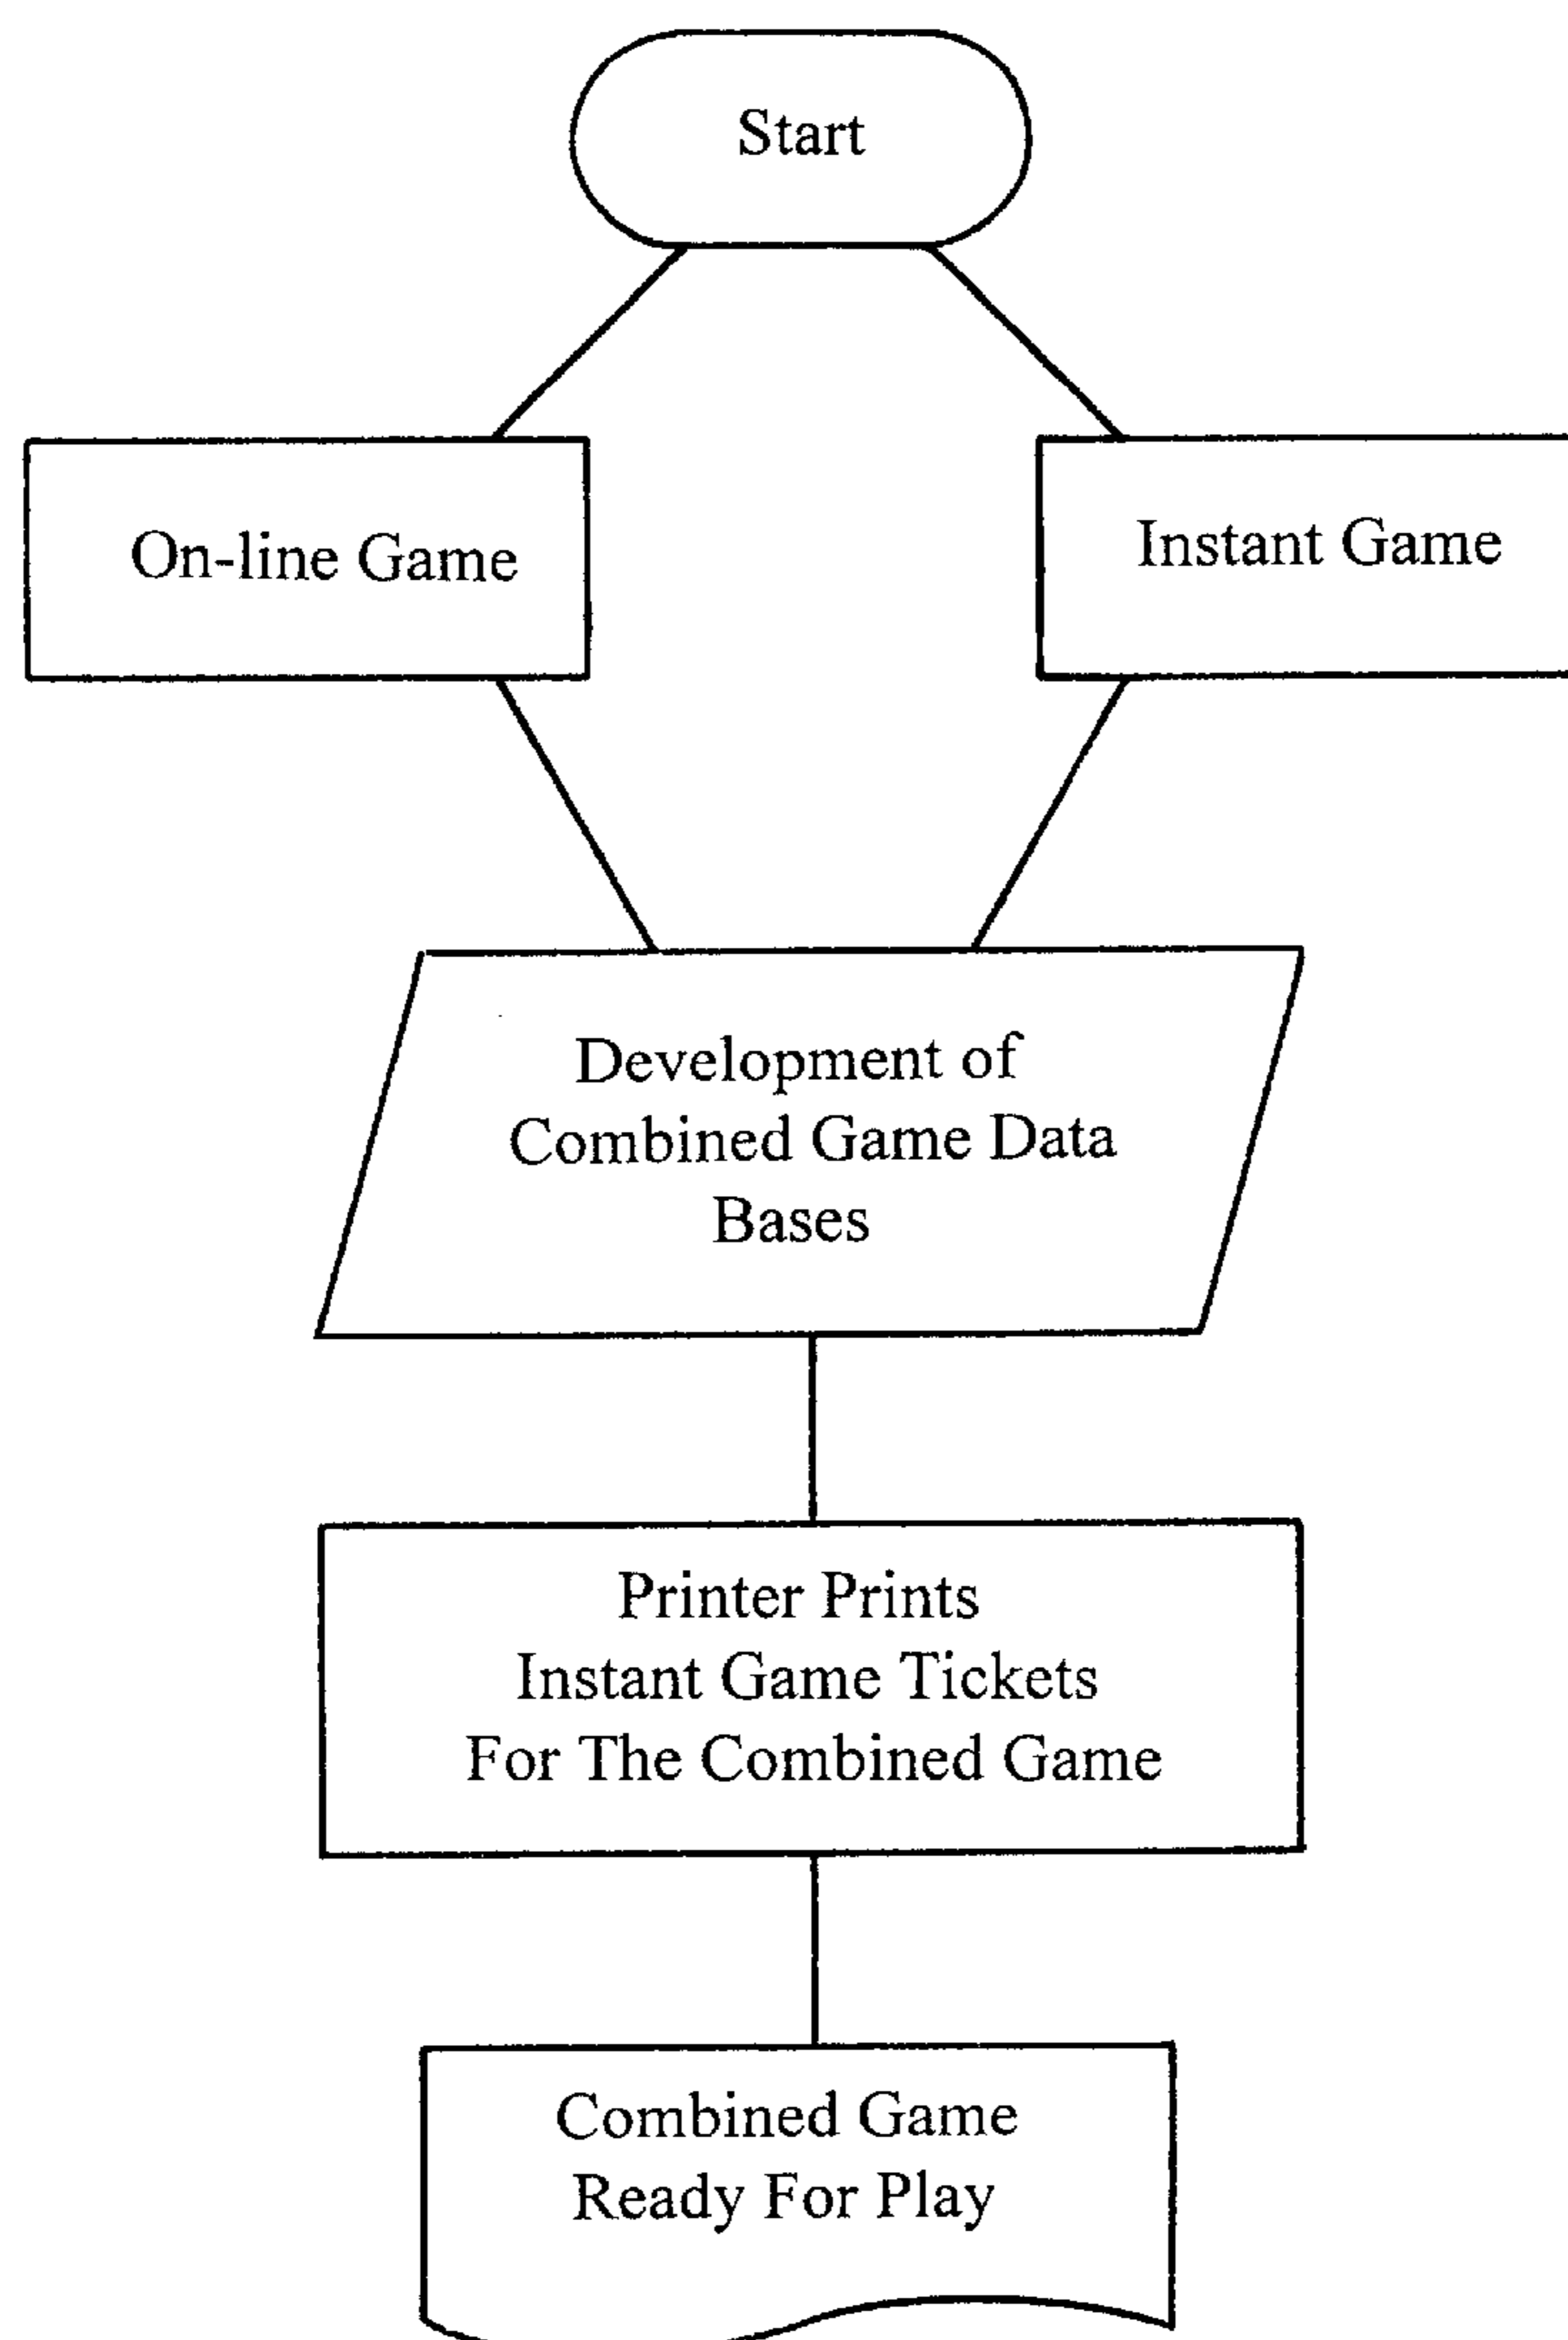 Start
On-line Game
Instant Game
Development of
Combined Game Data
Bases
Printer Prints
Instant Game Tickets
For The Combined Game
Combined Game
Ready For Play